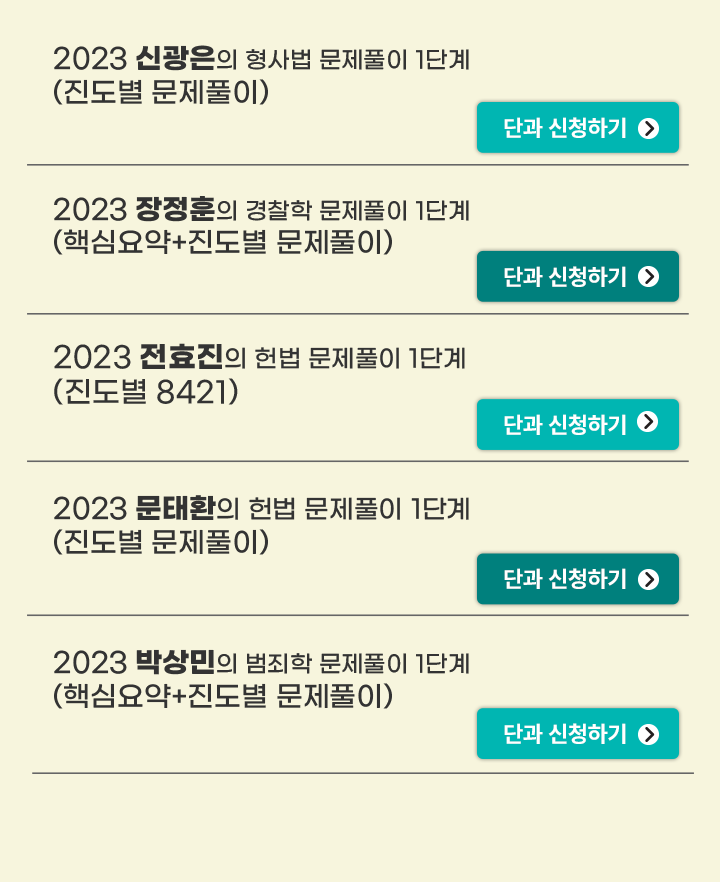 2023 신광은의 형사법 문제풀이 1단계
(진도별 문제풀이)
단과 신청하기
2023 장정훈의 경찰학 문제풀이 1단계
(핵심요약+진도별 문제풀이)
단과 신청하기
2023 전효진의 헌법 문제풀이 1단계
(진도별 8421)
단과 신청하기
2023 문태환의 헌법 문제풀이 1단계
(진도별 문제풀이)
단과 신청하기
2023 박상민의 범죄학 문제풀이 1단계
(핵심요약+진도별 문제풀이)
단과 신청하기